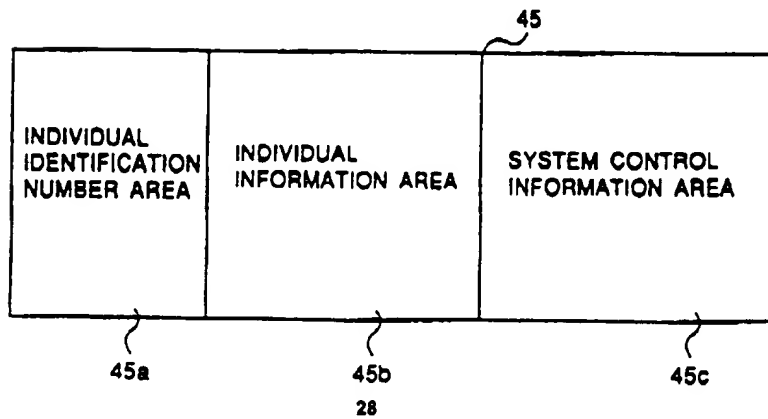 45
INDIVIDUAL
IDENTIFICATION
NUMBER AREA
INDIVIDUAL
INFORMATION AREA
SYSTEM CONTROL
INFORMATION AREA
45a
45b
45c
28